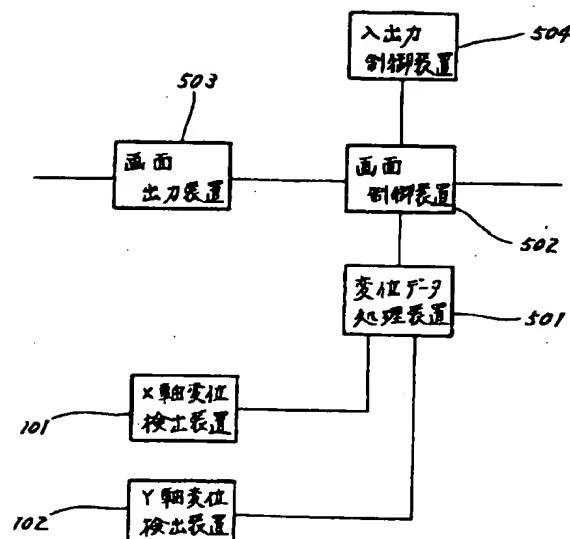 入出力
制御装置
504
503
画面
出力装置
画面
制御装置
502
変位データ
処理装置
501
X軸変位
検出装置
101
Y軸変位
検出装置
102